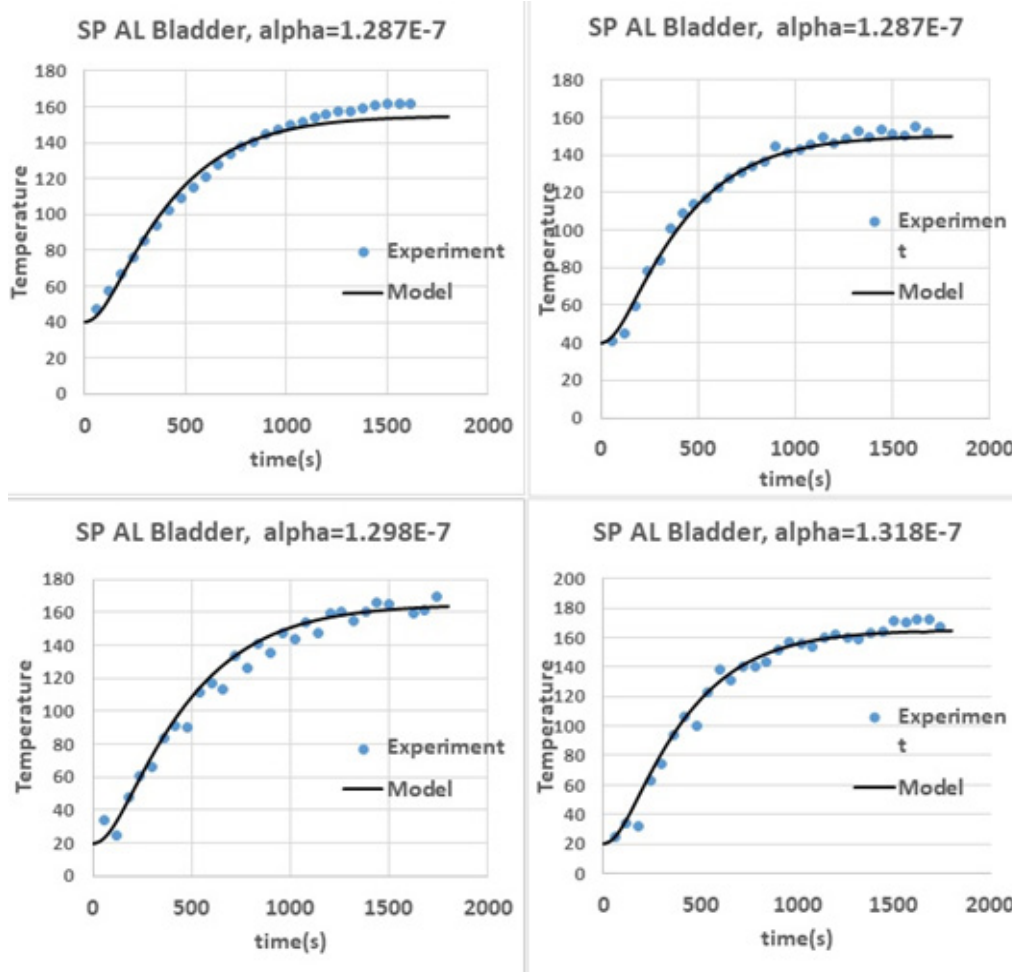 SP AL Bladder, alpha=1.287E-7
180
160
140
120
100
80
60
40
20
0
Temperature
Experiment
Model
0 500 1000 1500 2000
time(s)
SP AL Bladder, alpha=1.287E-7
180
160
140
120
100
80
60
40
20
0
Temperature
Experimen
t
Model
0 500 1000 1500 2000
time(s)
SP AL Bladder, alpha=1.298E-7
180
160
140
120
100
80
60
40
20
0
Temperature
Experiment
Model
0 500 1000 1500 2000
time(s)
SP AL Bladder, alpha=1.318E-7
200
180
160
140
120
100
80
60
40
20
0
Temperature
Experimen
t
Model
0 500 1000 1500 2000
time(s)